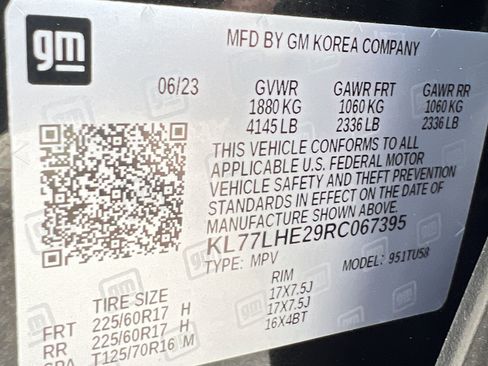 gm
MFD BY GM KOREA COMPANY
06/23 GVWR GAWR FRT GAWR RR
1880 KG 1060 KG 1060 KG
4145 LB 2336 LB 2336 LB
THIS VEHICLE CONFORMS TO ALL
APPLICABLE U.S. FEDERAL MOTOR
VEHICLE SAFETY AND THEFT PREVENTION
STANDARDS IN EFFECT ON THE DATE OF
MANUFACTURE SHOWN ABOVE.
KL77LHE29RC067395
TYPE: MPV MODEL: 951TU58
TIRE SIZE RIM
FRT 225/60R17 H 17X7.5J
RR 225/60R17 H 17X7.5J
SPA T125/70R16 M 16X4BT